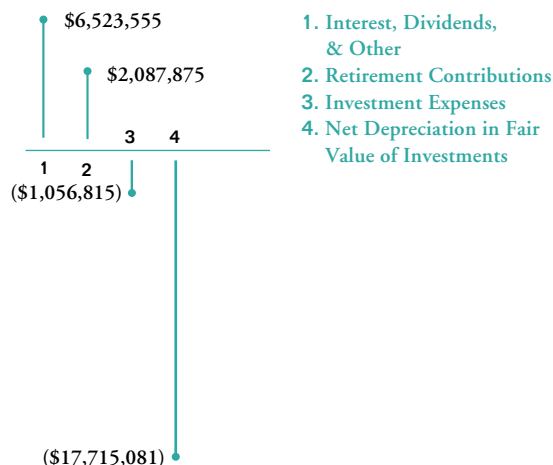 $6,523,555
$2,087,875
3 4
1 2
($1,056,815)
($17,715,081)
1. Interest, Dividends,
& Other
2. Retirement Contributions
3. Investment Expenses
4. Net Depreciation in Fair
Value of Investments